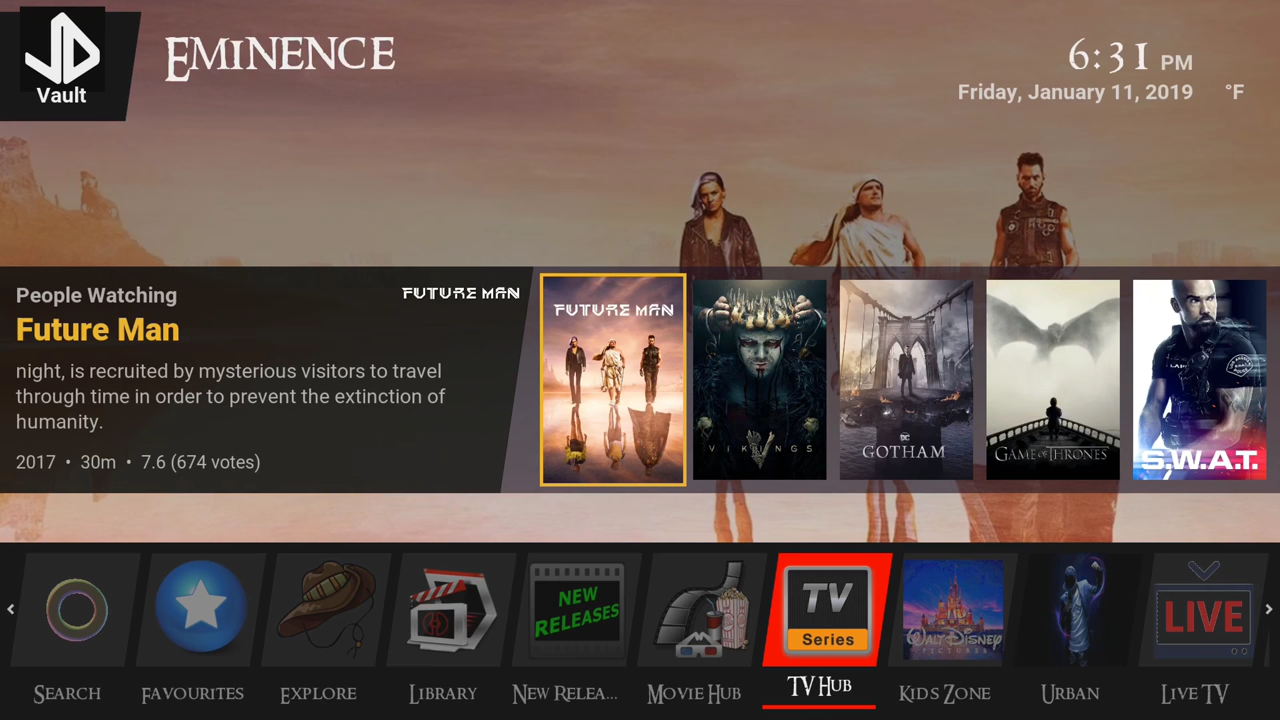 Vault
EMINENCE
6:31 PM
Friday, January 11, 2019 °F
People Watching
FUTURE MAN
Future Man
night, is recruited by mysterious visitors to travel
through time in order to prevent the extinction of
humanity.
2017 • 30m • 7.6 (674 votes)
FUTURE MAN
VIKINGS
DC
GOTHAM
GAME OF THRONES
S.W.A.T.
NEW
RELEASES
TV
Series
WALT DISNEY
PICTURES
LIVE
SEARCH
FAVOURITES
EXPLORE
LIBRARY
NEW RELEA...
MOVIE HUB
TV HUB
KIDS ZONE
URBAN
LIVE TV